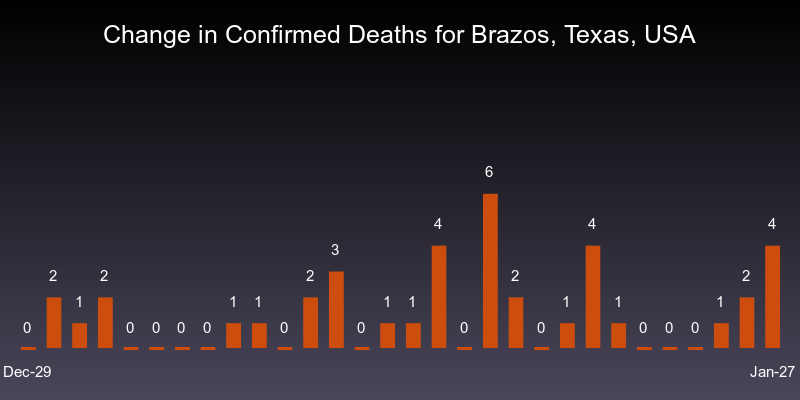 Change in Confirmed Deaths for Brazos, Texas, USA
0 2 1 2 0 0 0 0 1 1 0 2 3 0 1 1 4 0 6 2 0 1 4 1 0 0 0 1 2 4
Dec-29 Jan-27